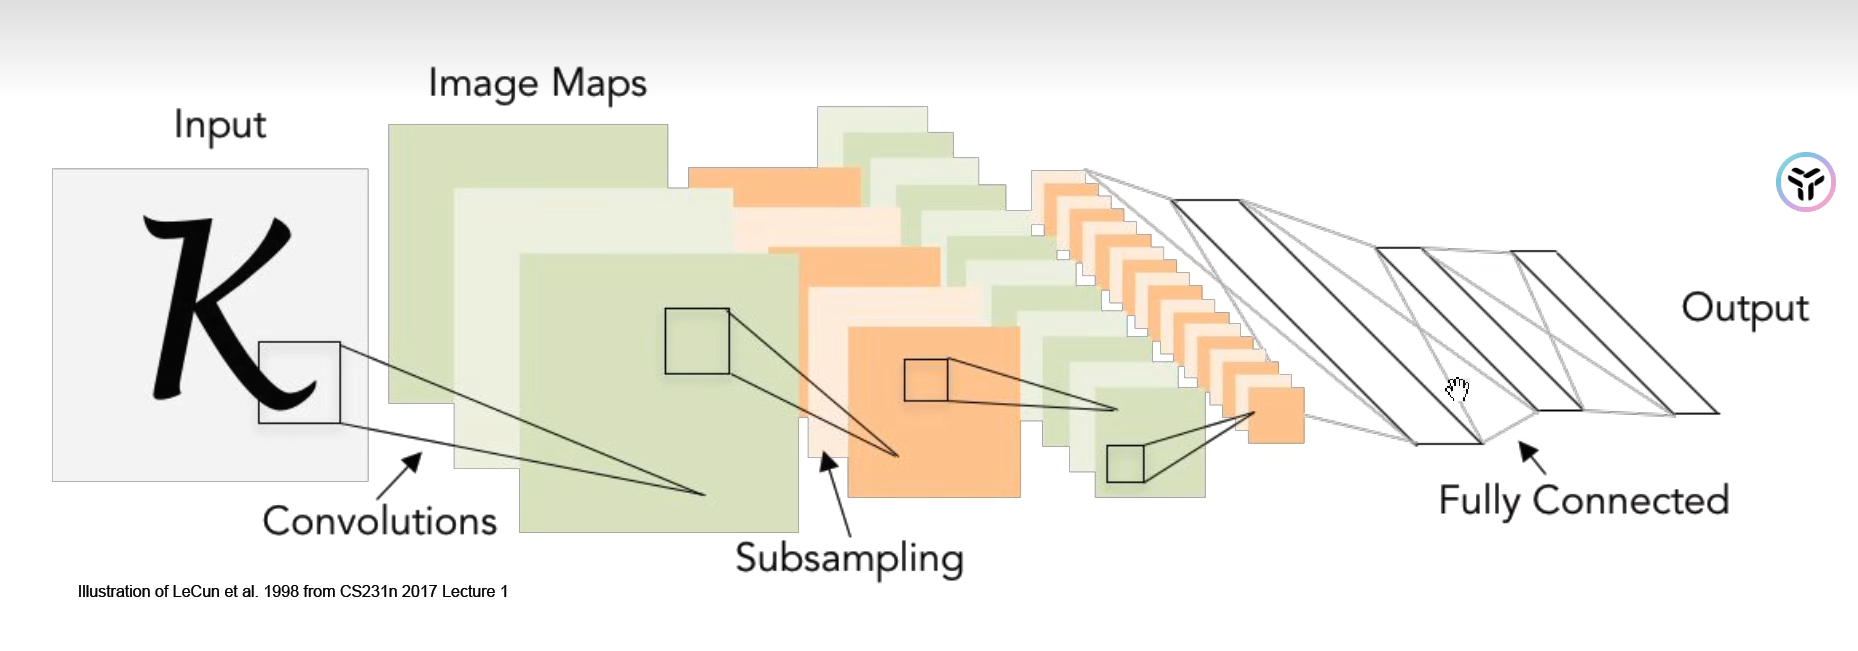 Input
Image Maps
K
Convolutions
Subsampling
Fully Connected
Output
Illustration of LeCun et al. 1998 from CS231n 2017 Lecture 1